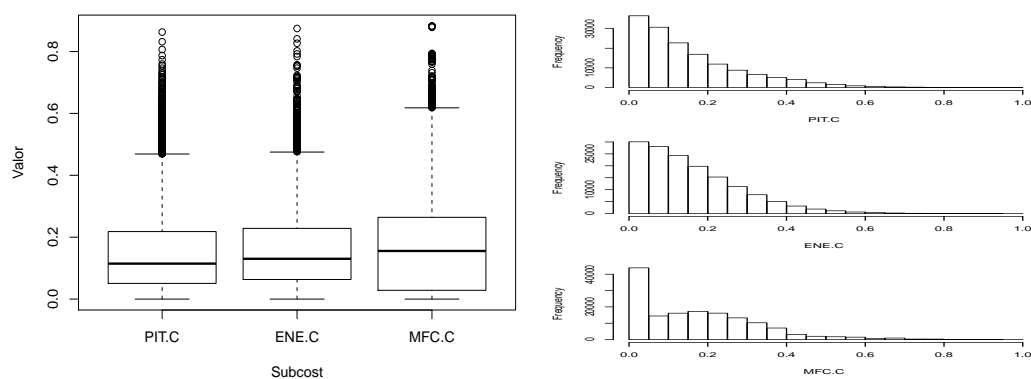 Valor
0.8
0.6
0.4
0.2
0.0
PIT.C ENE.C MFC.C
Subcost
Frequency
30000
10000
0
0.0 0.2 0.4 0.6 0.8 1.0
PIT.C
Frequency
25000
10000
0
0.0 0.2 0.4 0.6 0.8 1.0
ENE.C
Frequency
40000
20000
0
0.0 0.2 0.4 0.6 0.8 1.0
MFC.C